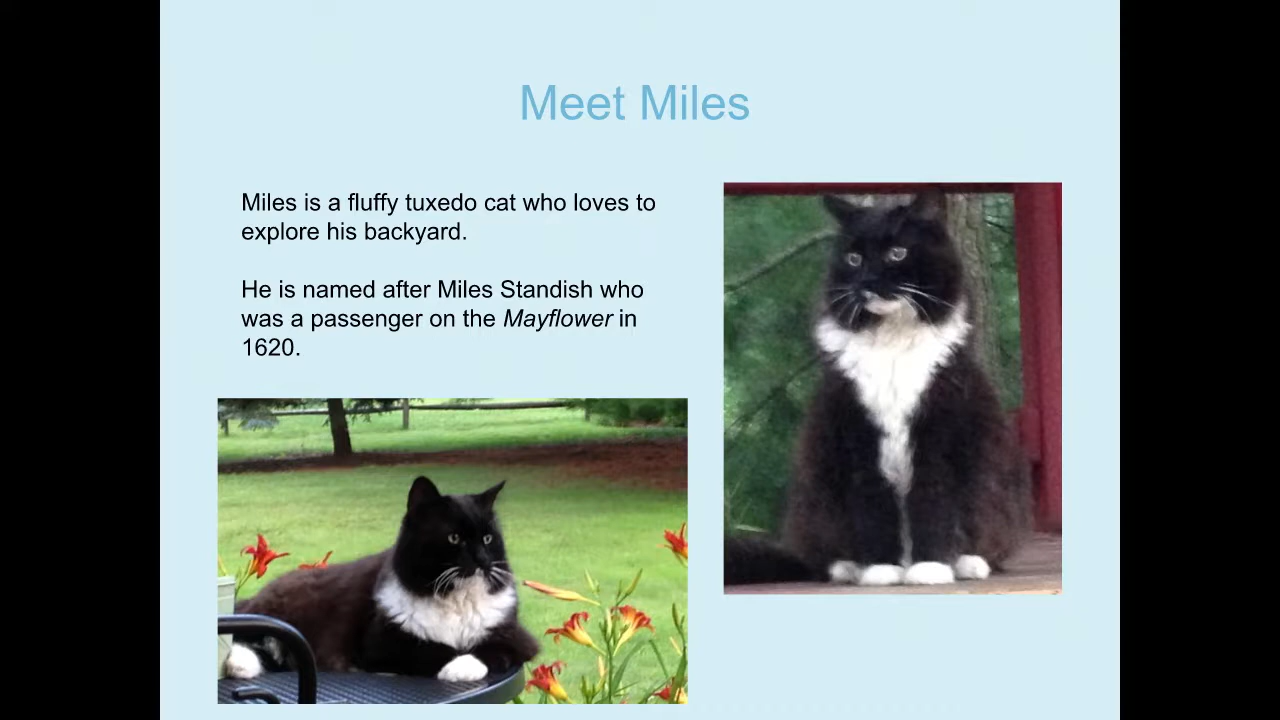 Meet Miles
Miles is a fluffy tuxedo cat who loves to
explore his backyard.
He is named after Miles Standish who
was a passenger on the Mayflower in
1620.